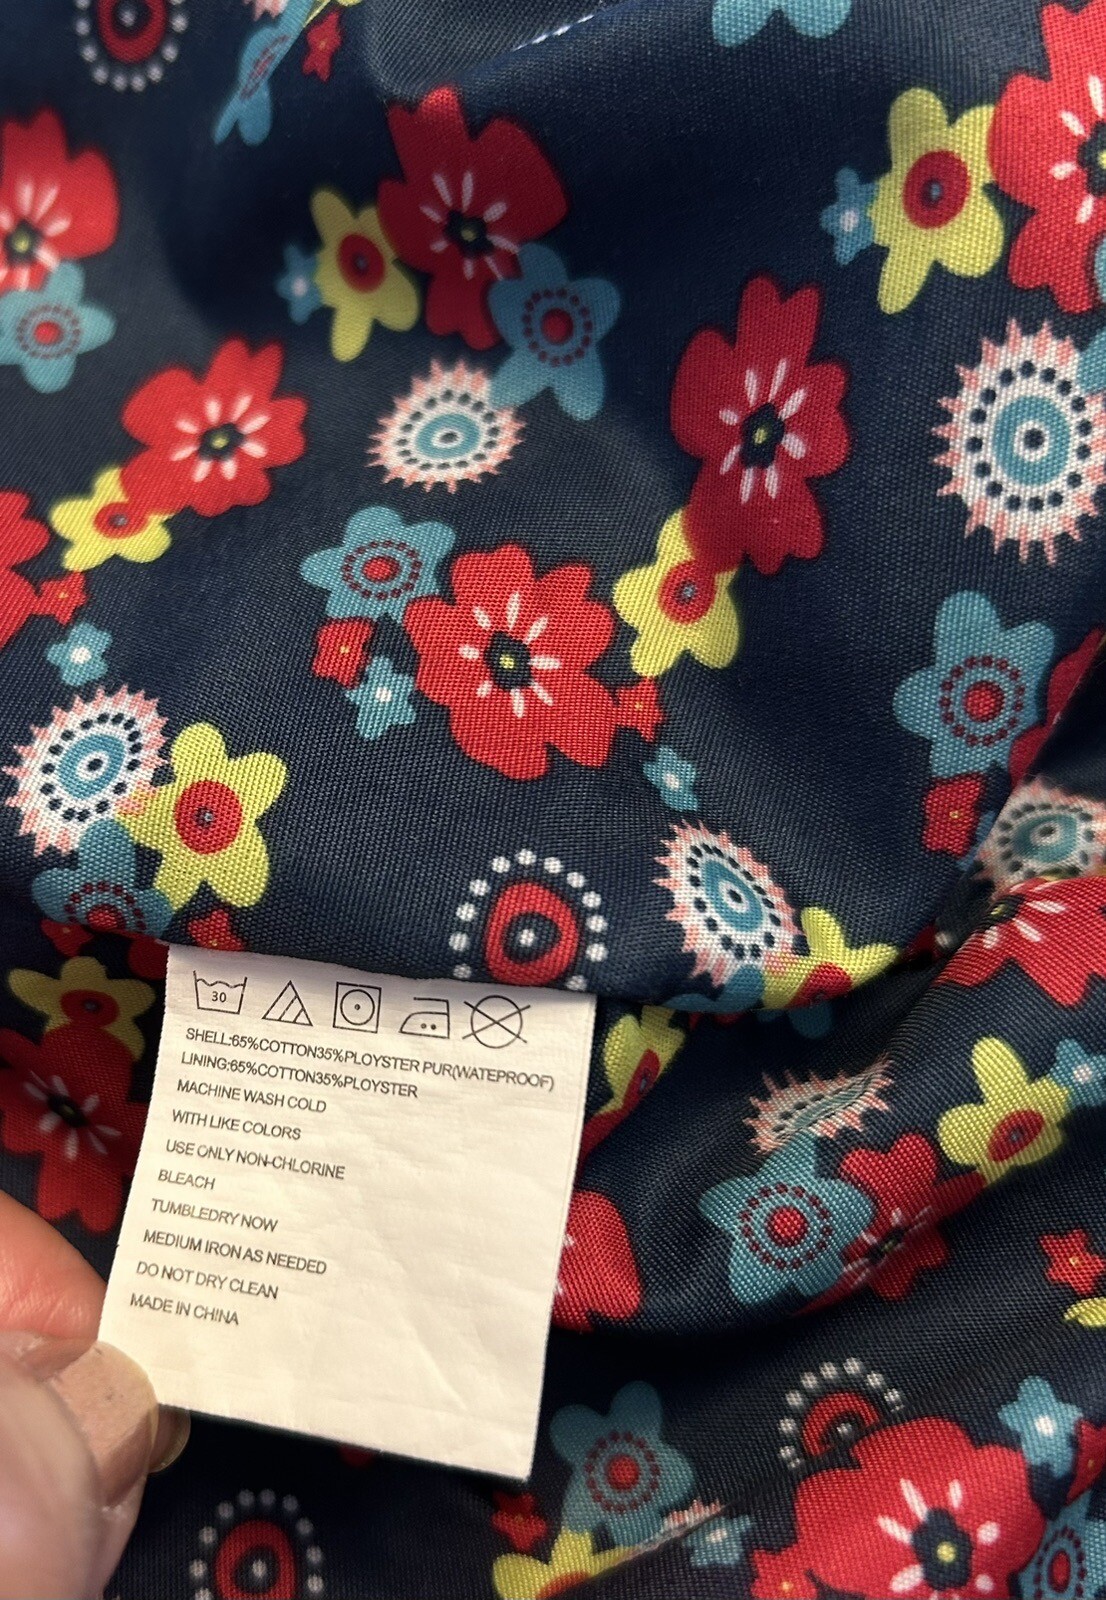 30
SHELL:65%COTTON35%PLOYSTER PUR(WATEPROOF)
LINING:65%COTTON35%PLOYSTER
MACHINE WASH COLD
WITH LIKE COLORS
USE ONLY NON-CHLORINE
BLEACH
TUMBLEDRY NOW
MEDIUM IRON AS NEEDED
DO NOT DRY CLEAN
MADE IN CHINA